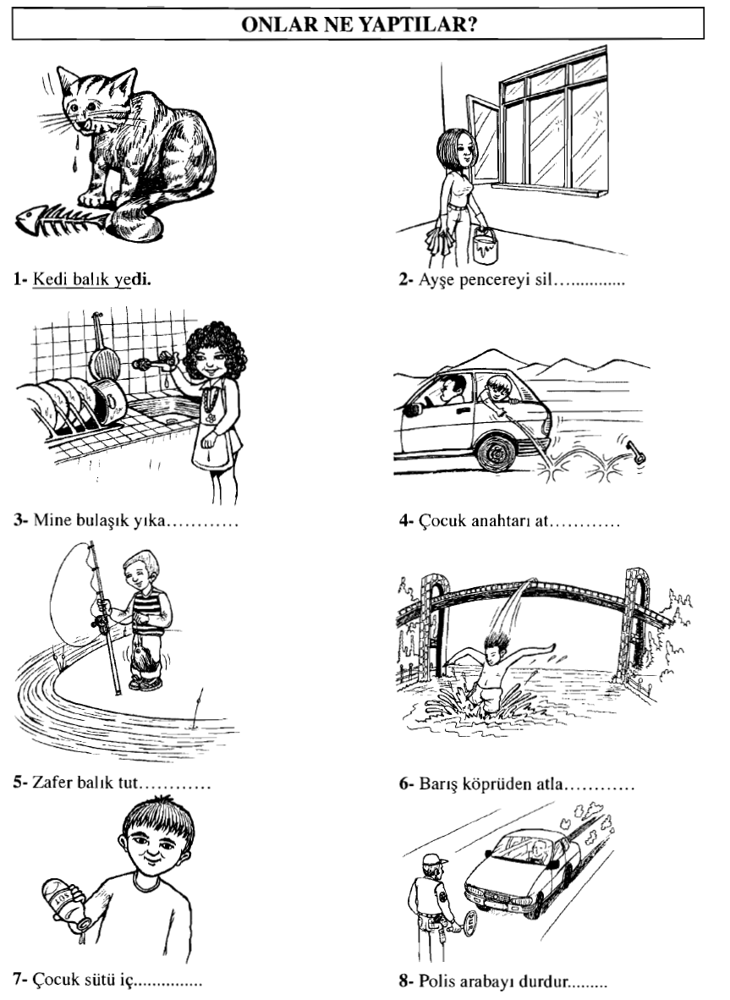 ONLAR NE YAPTILAR?
1- Kedi balık yedi.
2- Ayşe pencereyi sil...............
3- Mine bulaşık yıka............
4- Çocuk anahtarı at............
5- Zafer balık tut............
6- Barış köprüden atla............
SÜT
7- Çocuk sütü iç...............
8- Polis arabayı durdur.........